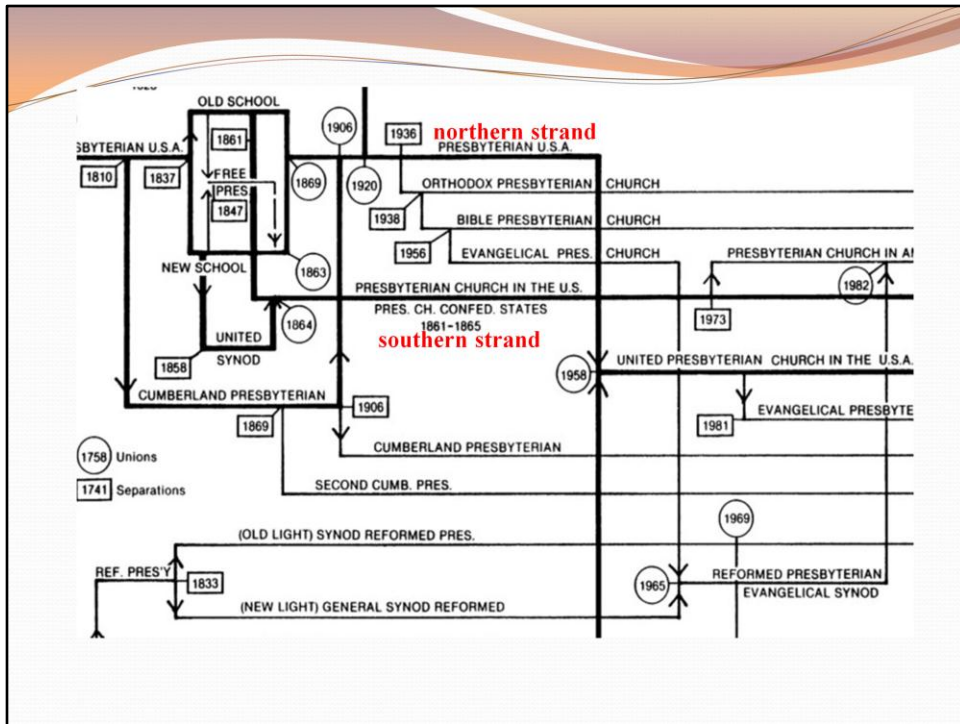 OLD SCHOOL
1906
1936
northern strand
1861
SBYTERIAN U.S.A.
PRESBYTERIAN U.S.A.
1810
1837
FREE
PRES.
1847
1869
1920
ORTHODOX PRESBYTERIAN CHURCH
1938
BIBLE PRESBYTERIAN CHURCH
1956
EVANGELICAL PRES. CHURCH
PRESBYTERIAN CHURCH IN
NEW SCHOOL
1863
1982
PRESBYTERIAN CHURCH IN THE U.S.
1864
PRES. CH. CONFED. STATES
1861-1865
1973
UNITED
SYNOD
southern strand
1858
1958
UNITED PRESBYTERIAN CHURCH IN THE U.S.A.
CUMBERLAND PRESBYTERIAN
1906
1869
1981
EVANGELICAL PRESBYTE
CUMBERLAND PRESBYTERIAN
1758 Unions
SECOND CUMB. PRES.
1741 Separations
1969
(OLD LIGHT) SYNOD REFORMED PRES.
REF. PRES'Y
1833
1965
REFORMED PRESBYTERIAN
EVANGELICAL SYNOD
(NEW LIGHT) GENERAL SYNOD REFORMED